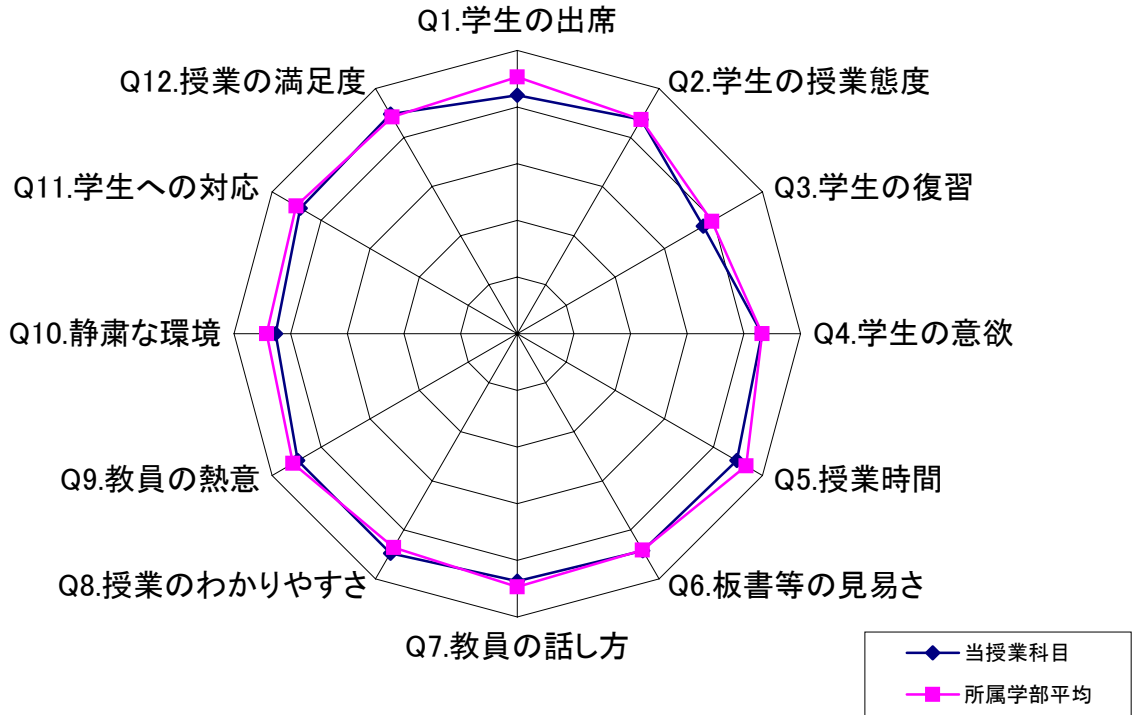 Q1.学生の出席
Q2.学生の授業態度
Q3.学生の復習
Q4.学生の意欲
Q5.授業時間
Q6.板書等の見易さ
Q7.教員の話し方
Q8.授業のわかりやすさ
Q9.教員の熱意
Q10.静粛な環境
Q11.学生への対応
Q12.授業の満足度
当授業科目
所属学部平均